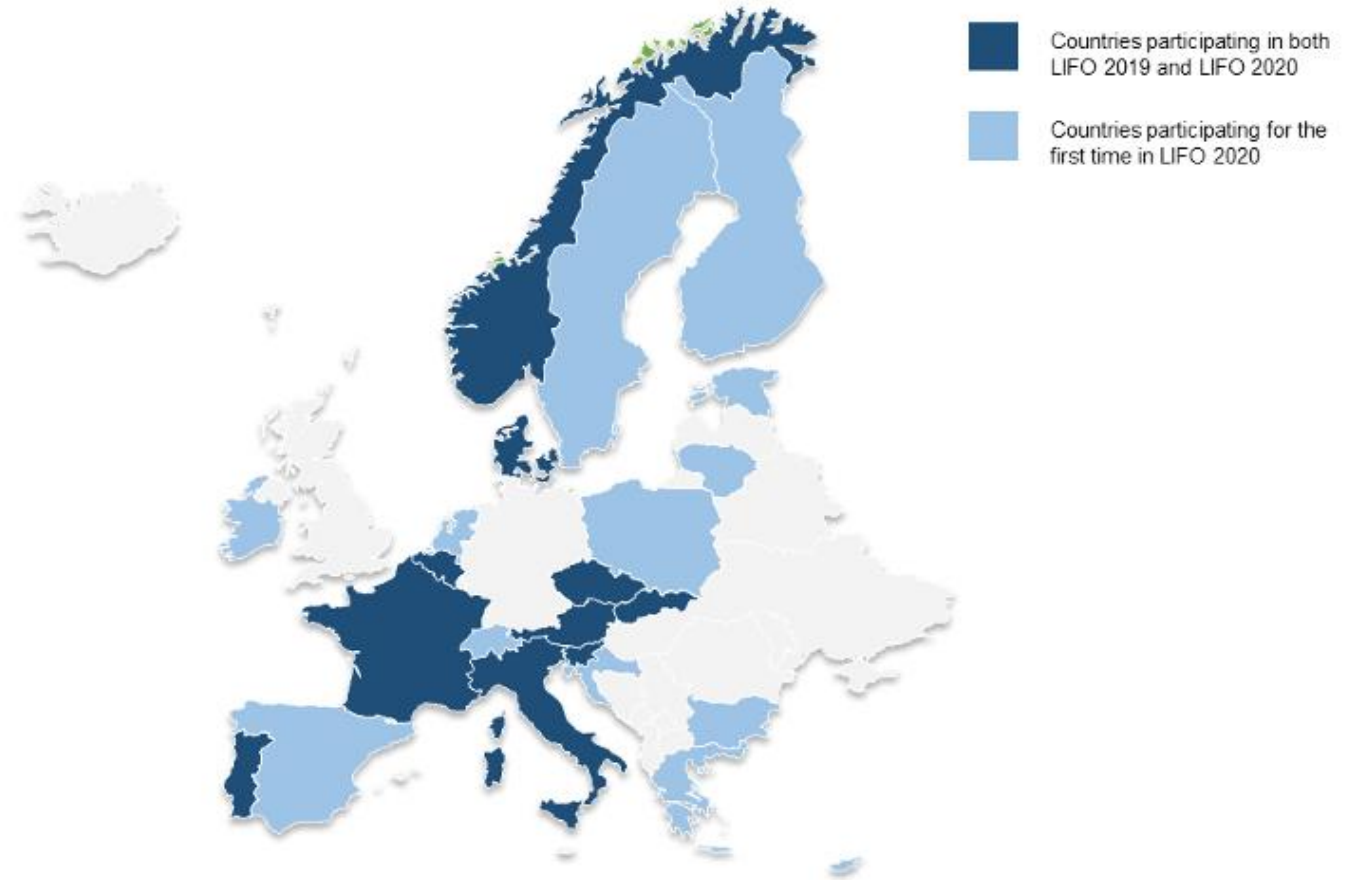 Countries participating in both
LIFO 2019 and LIFO 2020
Countries participating for the
first time in LIFO 2020